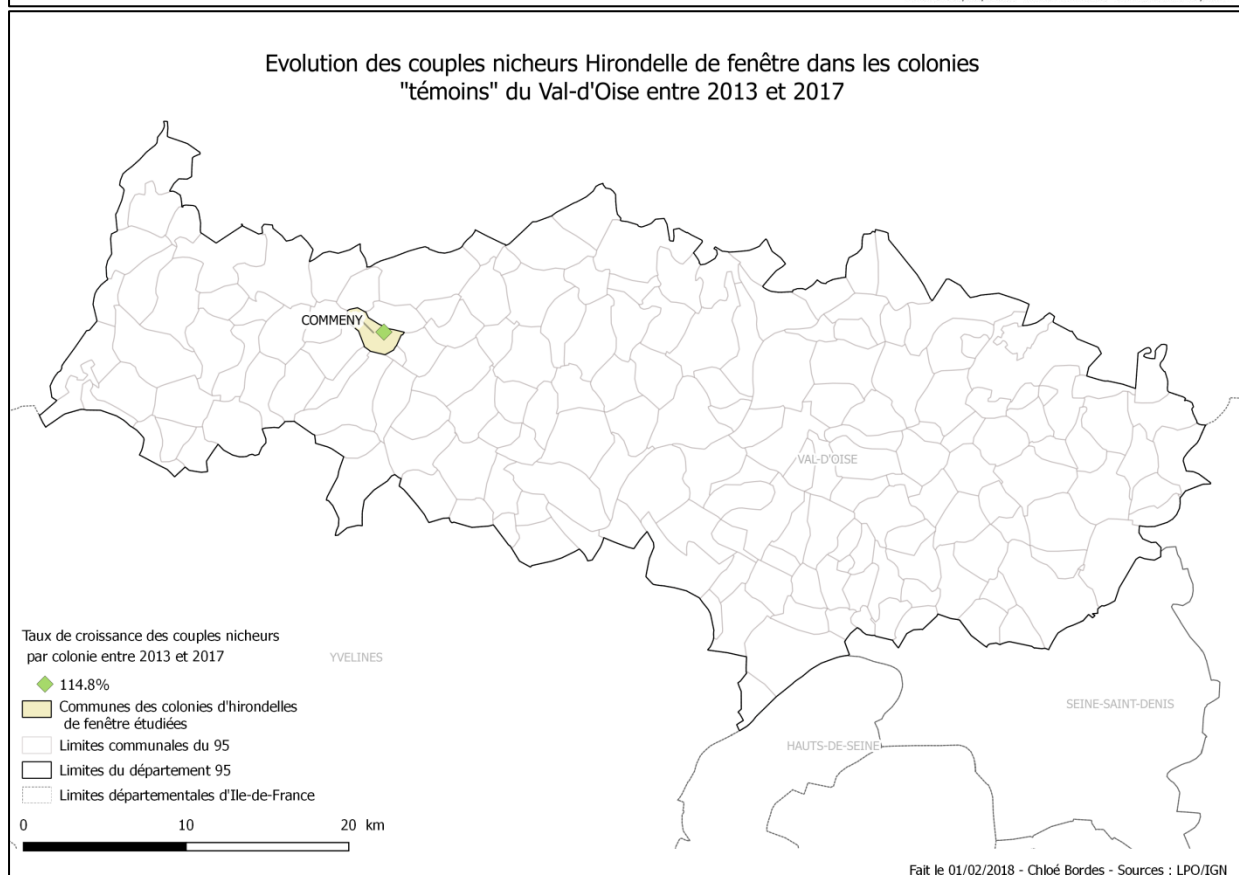 Evolution des couples nicheurs Hirondelle de fenêtre dans les colonies
"témoins" du Val-d'Oise entre 2013 et 2017
COMMENY
VAL-D'OISE
Taux de croissance des couples nicheurs
par colonie entre 2013 et 2017
YVELINES
114.8%
Communes des colonies d'hirondelles
de fenêtre étudiées
SEINE-SAINT-DENIS
Limites communales du 95
HAUTS-DE-SEINE
Limites du département 95
Limites départementales d'Ile-de-France
0 10 20 km
Fait le 01/02/2018 - Chloé Bordes - Sources : LPO/IGN